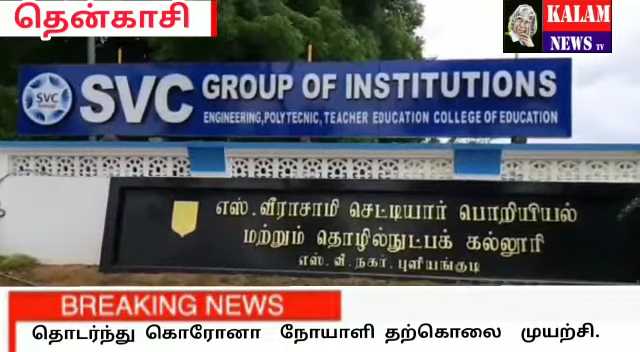 தென்காசி
KALAM
NEWS TV
SVC
SVC GROUP OF INSTITUTIONS
ENGINEERING,POLYTECNIC, TEACHER EDUCATION COLLEGE OF EDUCATION
எஸ்.வீராசாமி செட்டியார் பொறியியல்
மற்றும் தொழில்நுட்பக் கல்லூரி
எஸ்.வீ.நகர்.புளியங்குடி
BREAKING NEWS
தொடர்ந்து கொரோனா நோயாளி தற்கொலை முயற்சி.